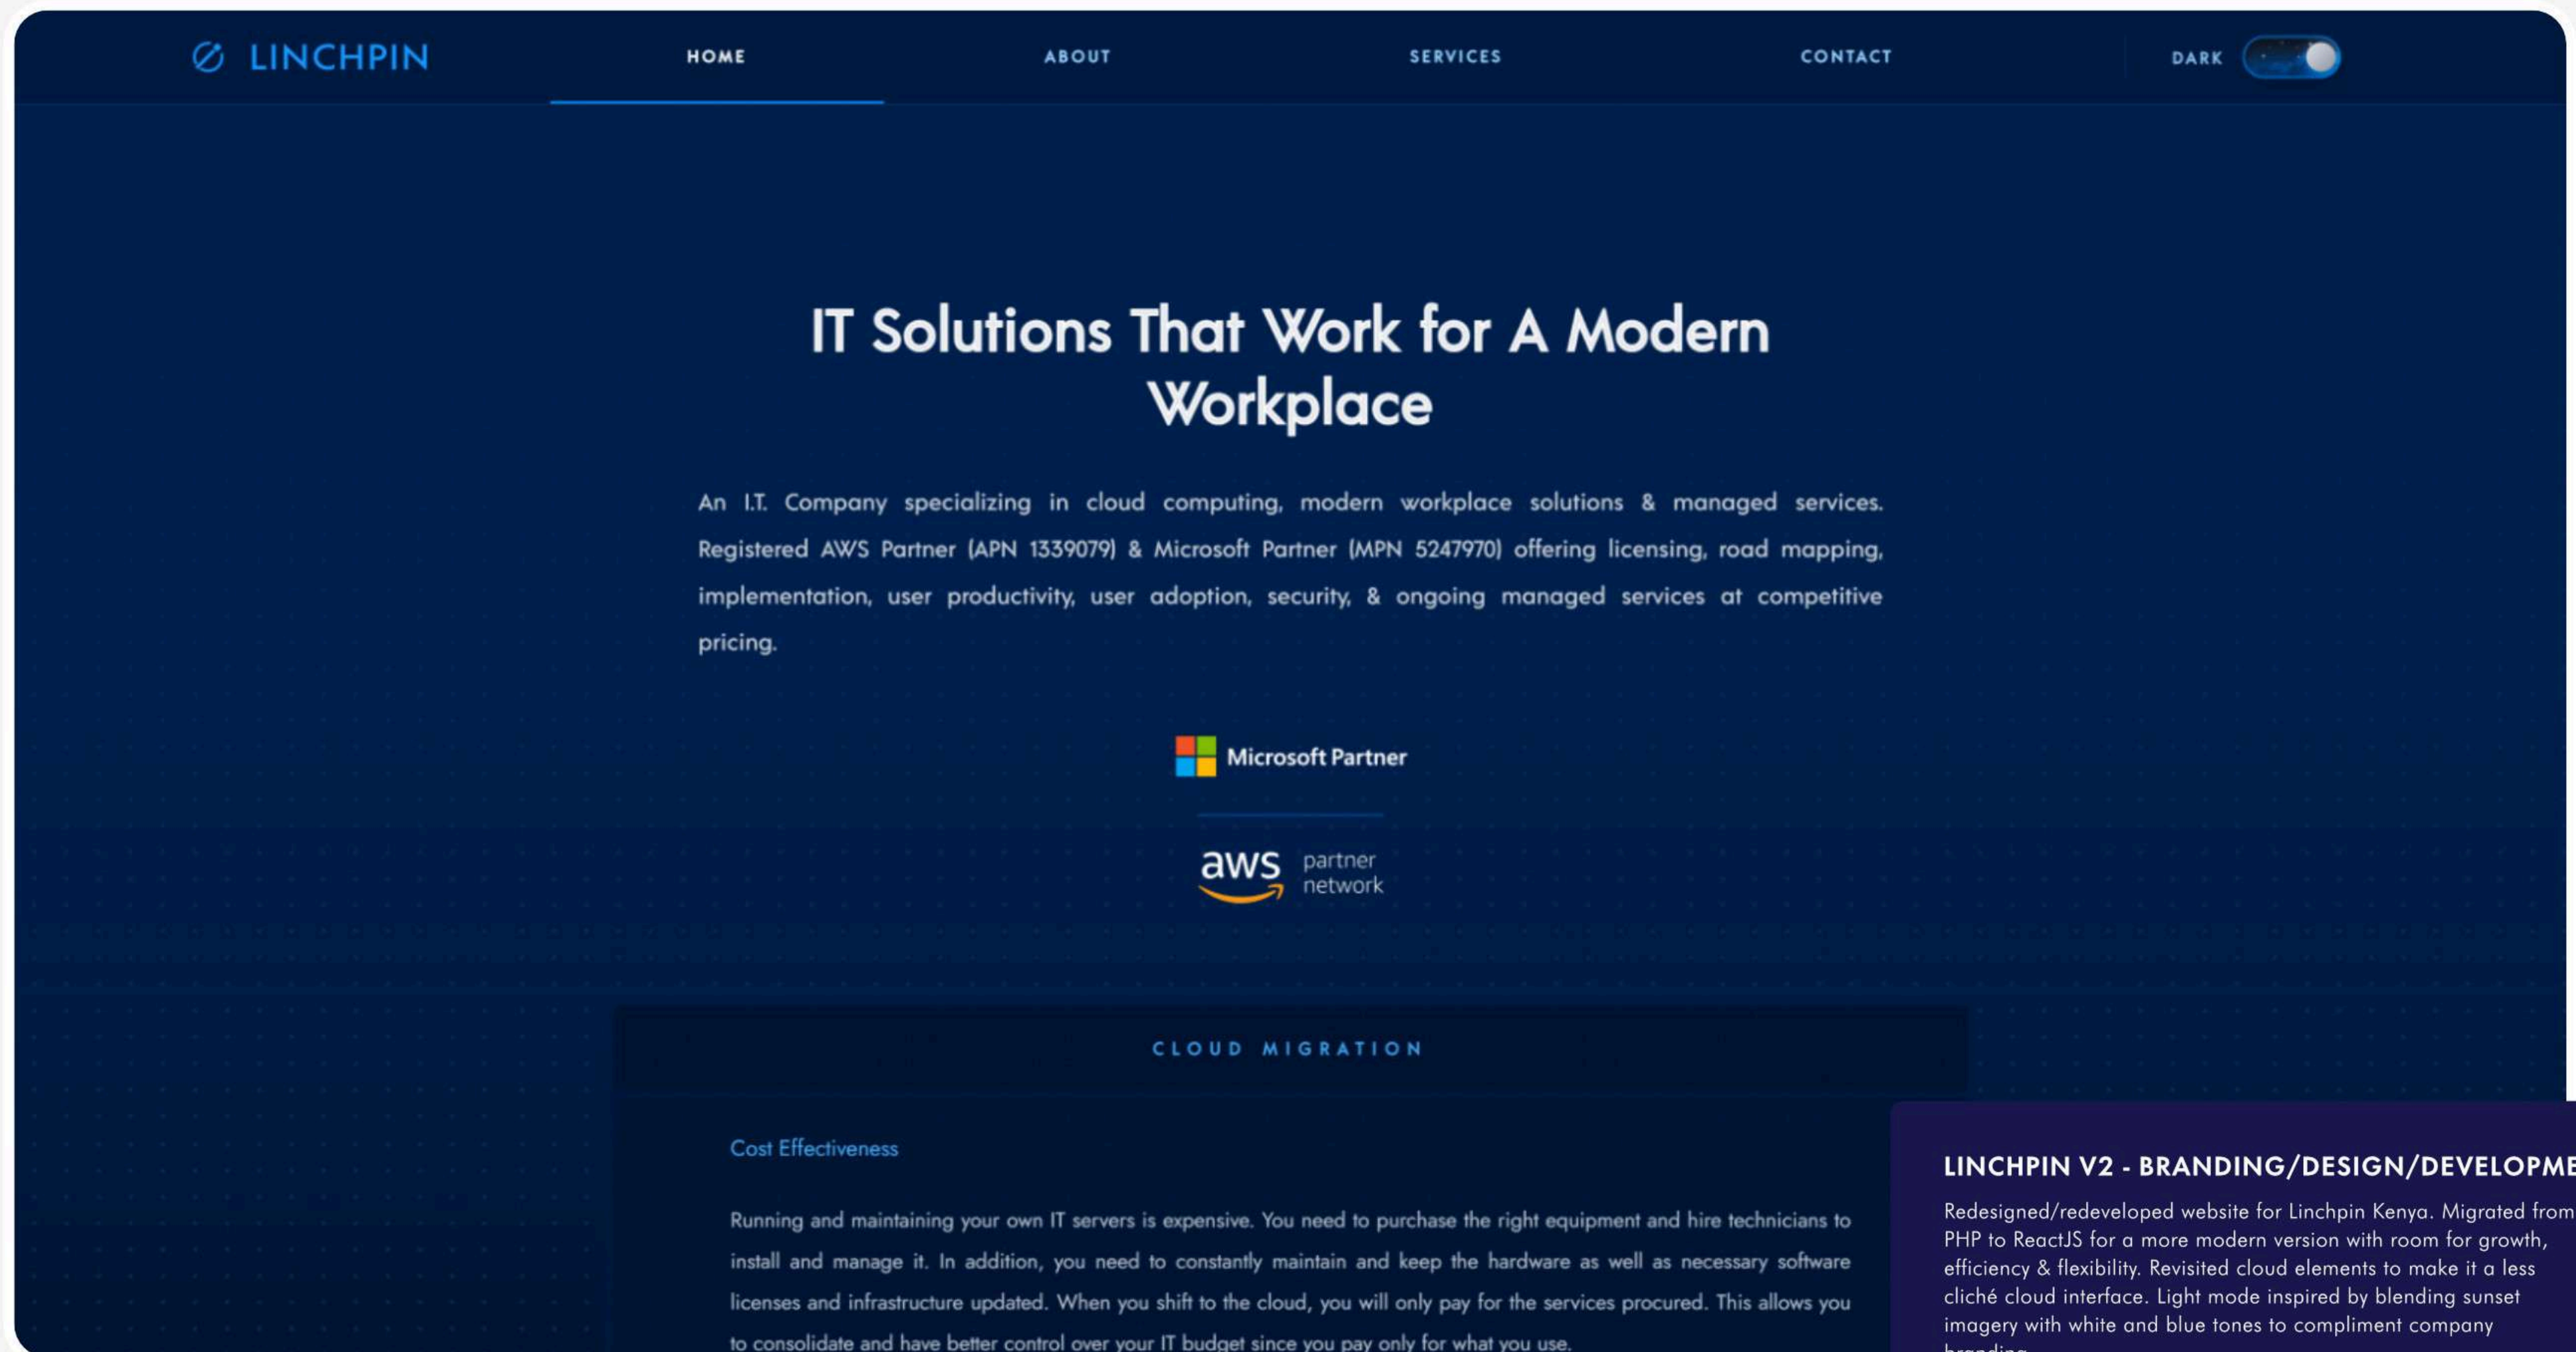 LINCHPIN
HOME
ABOUT
SERVICES
CONTACT
DARK
IT Solutions That Work for A Modern
Workplace
An I.T. Company specializing in cloud computing, modern workplace solutions & managed services.
Registered AWS Partner (APN 1339079) & Microsoft Partner (MPN 5247970) offering licensing, road mapping,
implementation, user productivity, user adoption, security, & ongoing managed services at competitive
pricing.
Microsoft Partner
aws partner
network
CLOUD MIGRATION
Cost Effectiveness
Running and maintaining your own IT servers is expensive. You need to purchase the right equipment and hire technicians to
install and manage it. In addition, you need to constantly maintain and keep the hardware as well as necessary software
licenses and infrastructure updated. When you shift to the cloud, you will only pay for the services procured. This allows you
to consolidate and have better control over your IT budget since you pay only for what you use.
LINCHPIN V2 - BRANDING/DESIGN/DEVELOPME
Redesigned/redeveloped website for Linchpin Kenya. Migrated from
PHP to ReactJS for a more modern version with room for growth,
efficiency & flexibility. Revisited cloud elements to make it a less
cliché cloud interface. Light mode inspired by blending sunset
imagery with white and blue tones to compliment company